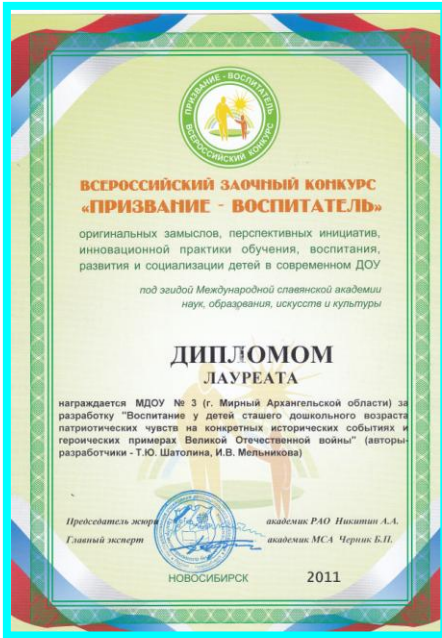 ПРИЗВАНИЕ - ВОСПИТАТЕЛЬ
ВСЕРОССИЙСКИЙ КОНКУРС
ВСЕРОССИЙСКИЙ ЗАОЧНЫЙ КОНКУРС
«ПРИЗВАНИЕ - ВОСПИТАТЕЛЬ»
оригинальных замыслов, перспективных инициатив,
инновационной практики обучения, воспитания,
развития и социализации детей в современном ДОУ
под эгидой Международной славянской академии
наук, образования, искусств и культуры
ДИПЛОМОМ
ЛАУРЕАТА
награждается МДОУ № 3 (г. Мирный Архангельской области) за
разработку "Воспитание у детей сташего дошкольного возраста
патриотических чувств на конкретных исторических событиях и
героических примерах Великой Отечественной войны" (авторы-
разработчики - Т.Ю. Шатолина, И.В. Мельникова)
Председатель жюри академик РАО Никитин А.А.
Главный эксперт академик МСА Черник Б.П.
НОВОСИБИРСК 2011